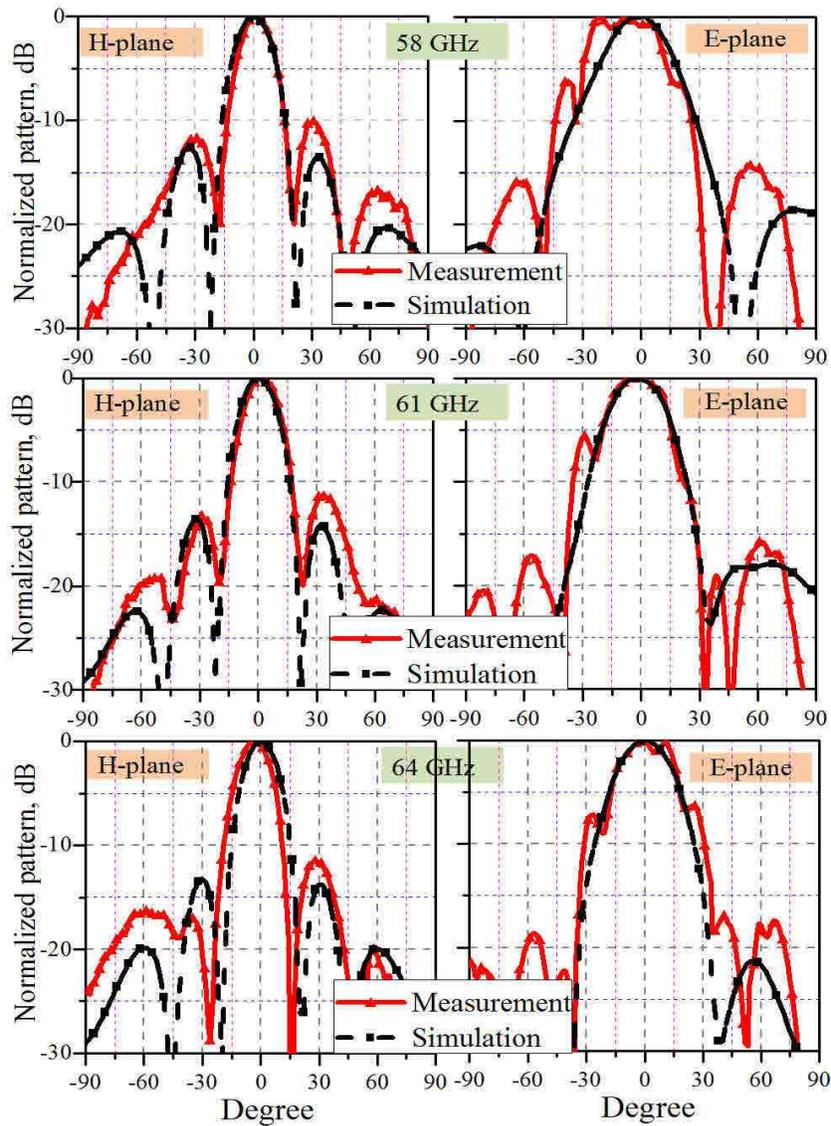 Normalized pattern, dB
0
-10
-20
-30
H-plane
58 GHz
E-plane
Measurement
Simulation
-90 -60 -30 0 30 60 90
-90 -60 -30 0 30 60 90
Normalized pattern, dB
0
-10
-20
-30
H-plane
61 GHz
E-plane
Measurement
Simulation
-90 -60 -30 0 30 60 90
-90 -60 -30 0 30 60 90
Normalized pattern, dB
0
-10
-20
-30
H-plane
64 GHz
E-plane
Measurement
Simulation
-90 -60 -30 0 30 60 90
-90 -60 -30 0 30 60 90
Degree
Degree